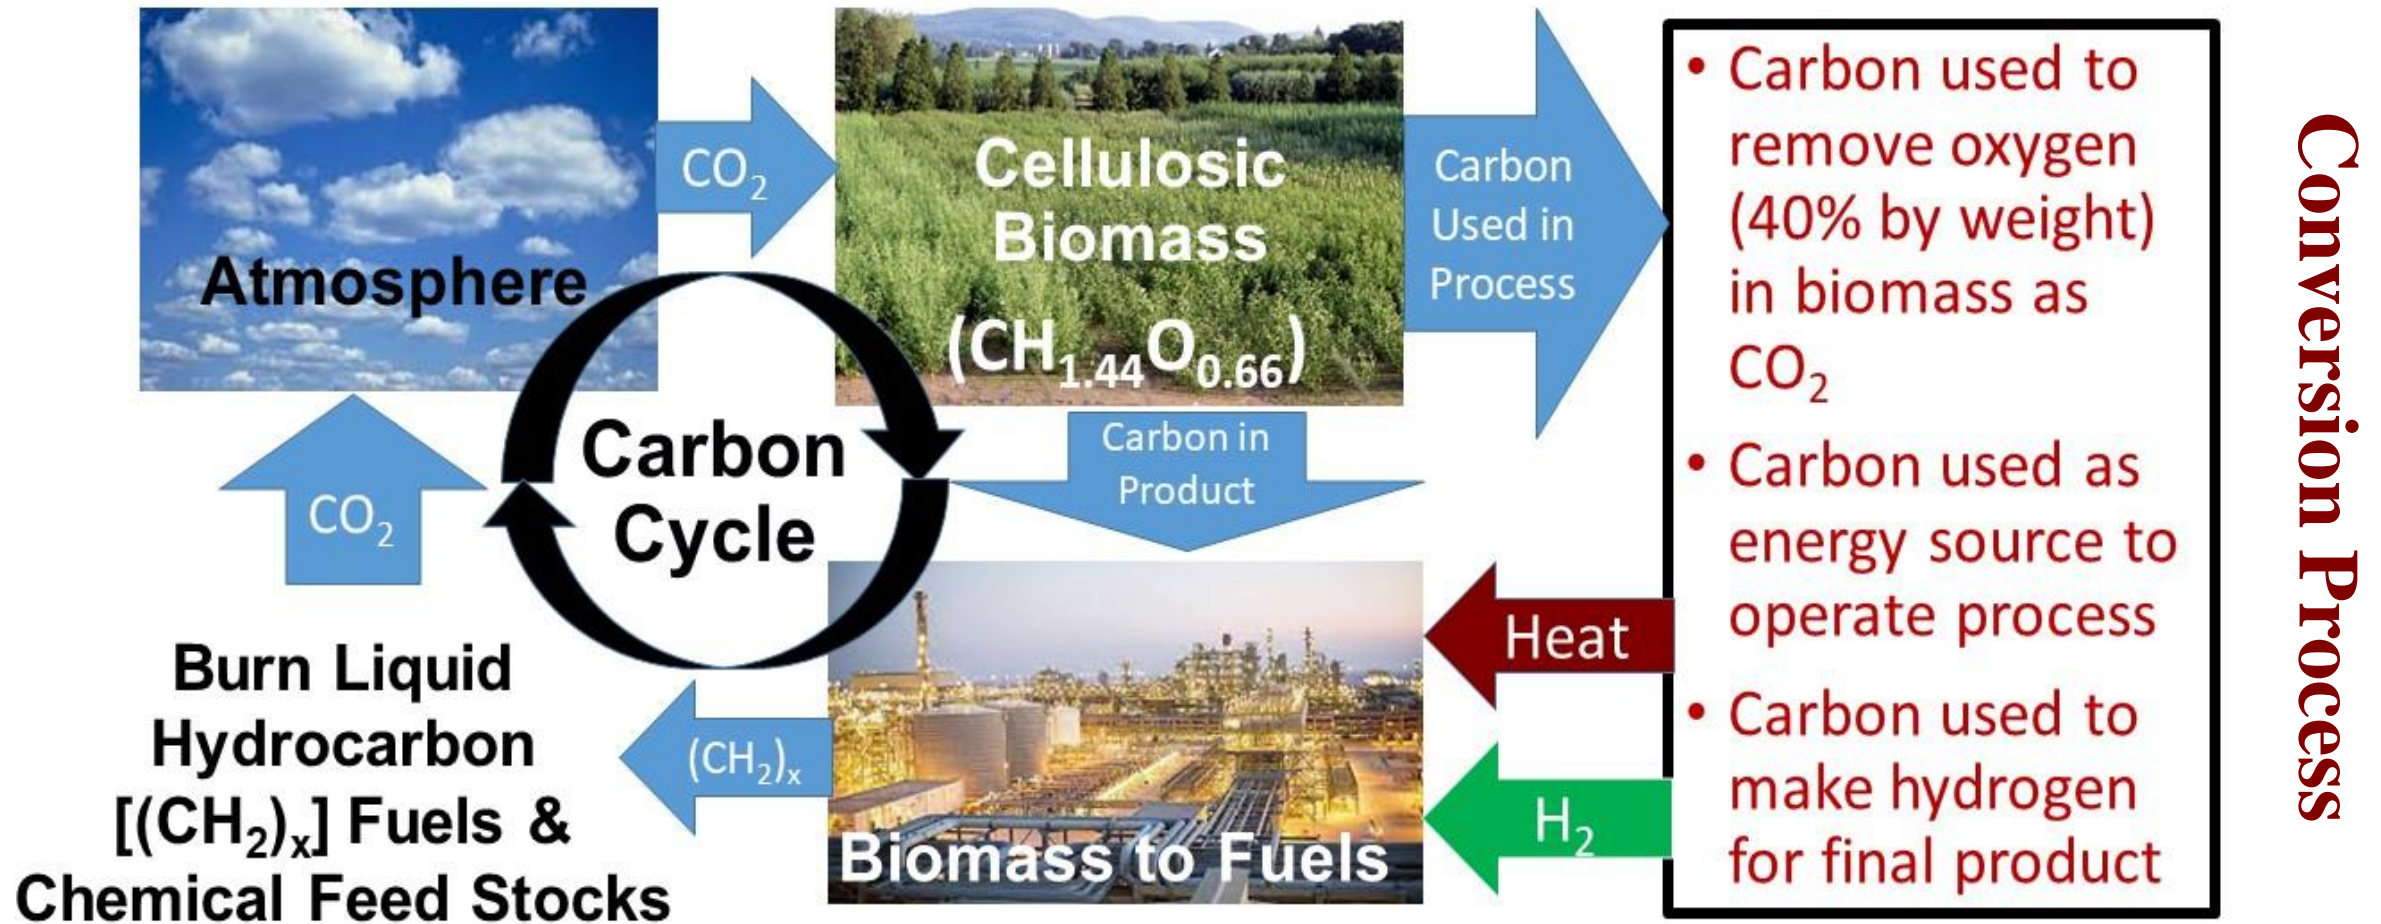 Atmosphere
CO₂
Cellulosic
Biomass
(CH₁.₄₄O₀.₆₆)
Carbon
Used in
Process
• Carbon used to
remove oxygen
(40% by weight)
in biomass as
CO₂
• Carbon used as
energy source to
operate process
• Carbon used to
make hydrogen
for final product
Conversion Process
Carbon
Cycle
Carbon in
Product
CO₂
Heat
H₂
Biomass to Fuels
(CH₂)ₓ
Burn Liquid
Hydrocarbon
[(CH₂)ₓ] Fuels &
Chemical Feed Stocks